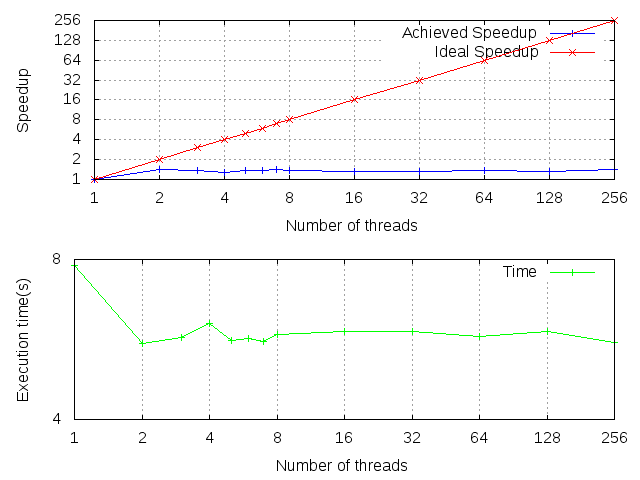 256
128
64
32
16
8
4
2
1
Speedup
Achieved Speedup
Ideal Speedup
1 2 4 8 16 32 64 128 256
Number of threads
8
4
Execution time(s)
Time
1 2 4 8 16 32 64 128 256
Number of threads